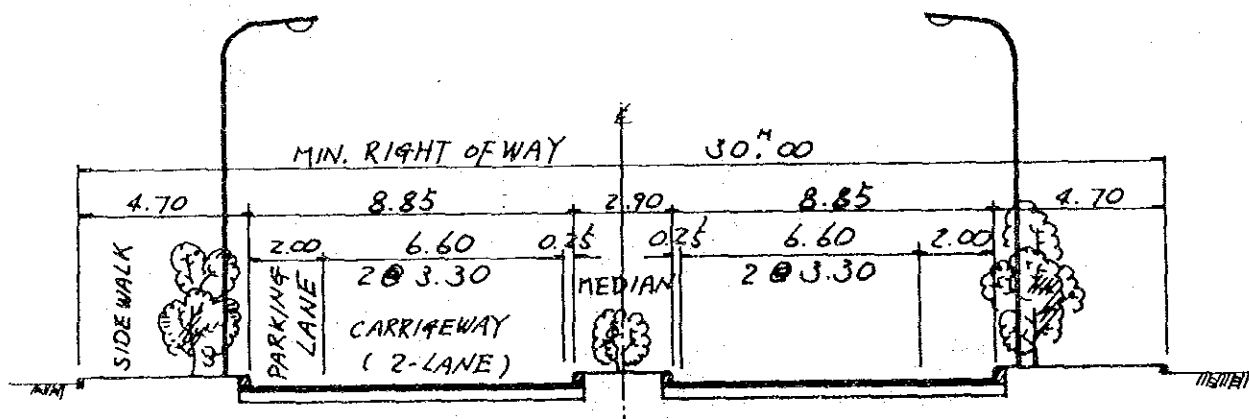 ℄
MIN. RIGHT OF WAY 30.ᴹ00
4.70 8.85 2.90 8.85 4.70
2.00 6.60 0.25 0.25 6.60 2.00
2 @ 3.30 MEDIAN 2 @ 3.30
SIDEWALK
PARKING LANE
CARRIGEWAY
( 2-LANE )